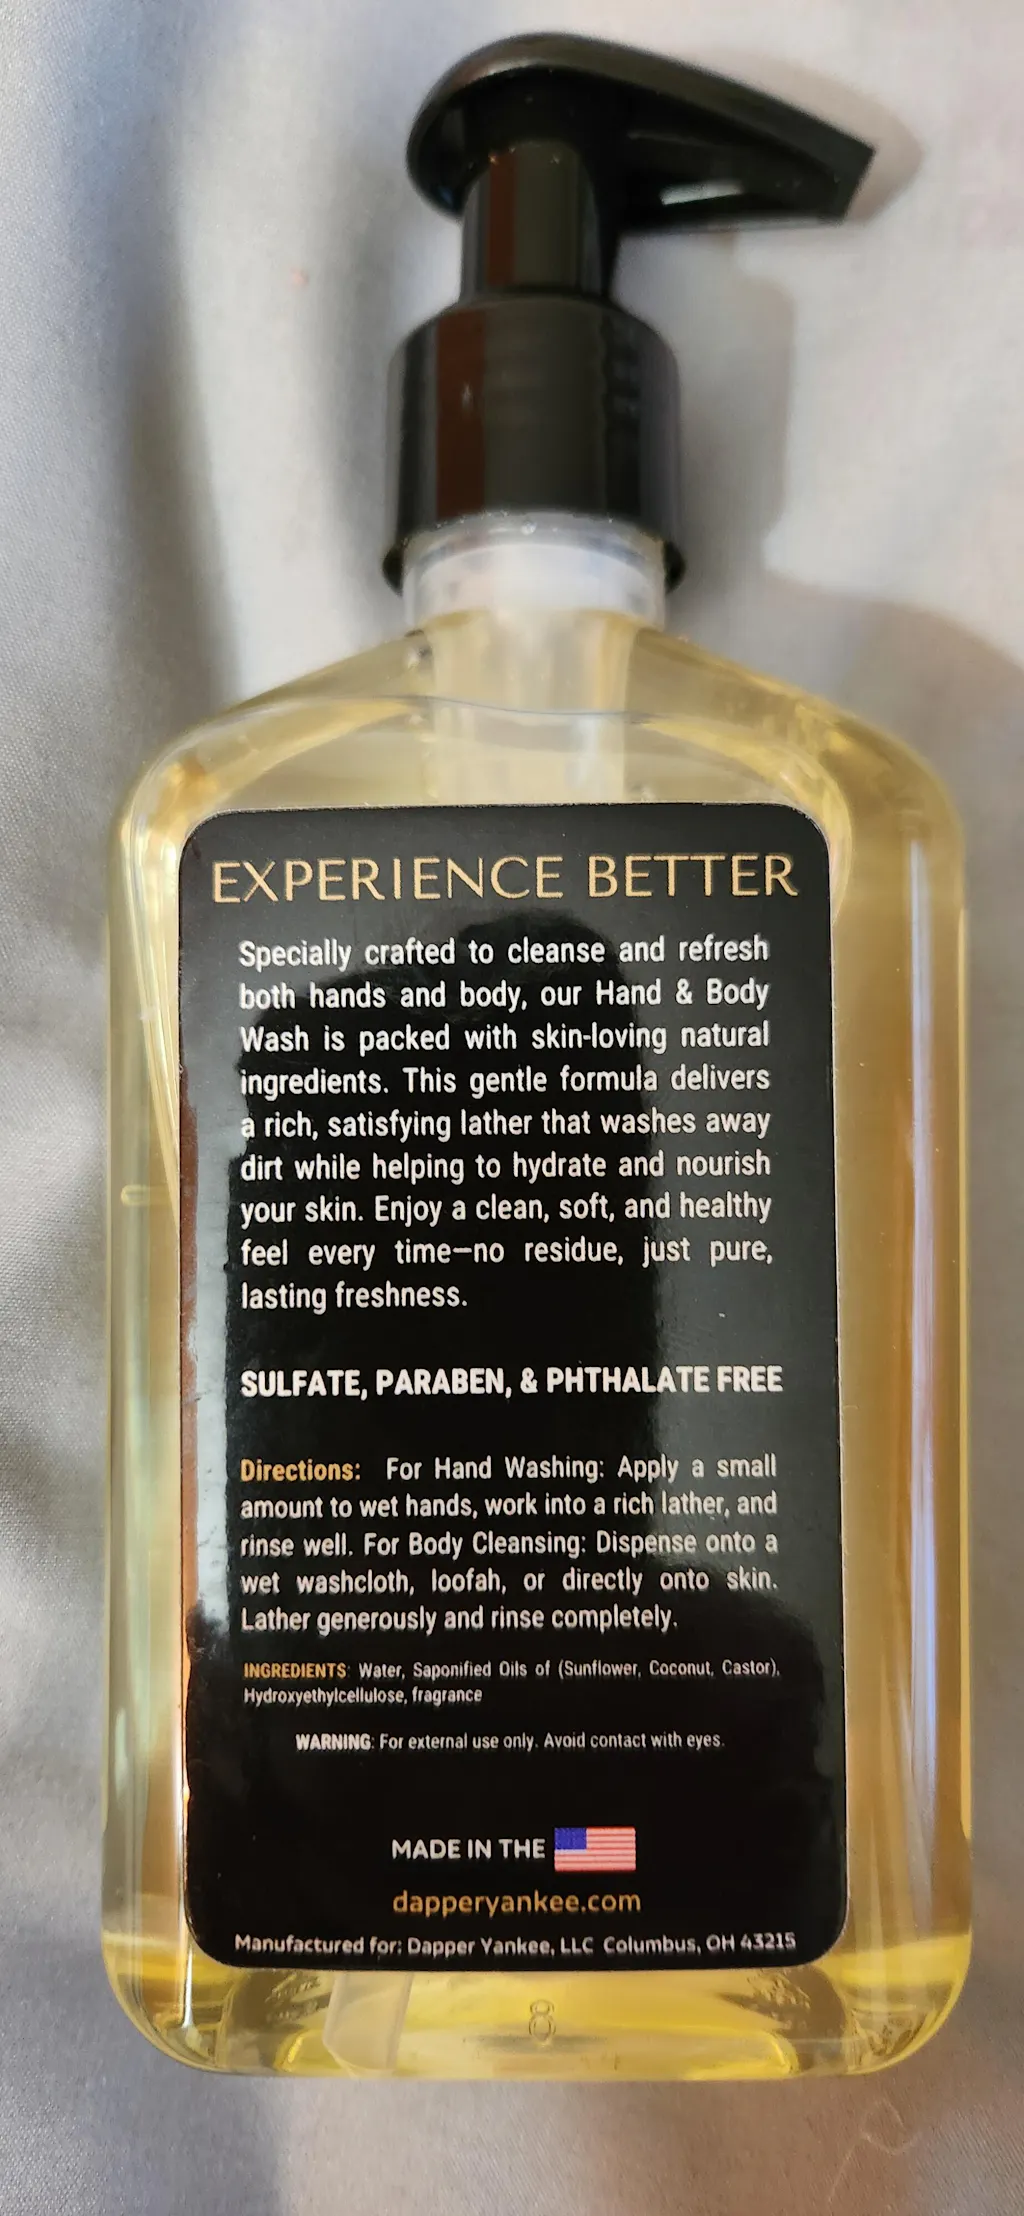 EXPERIENCE BETTER
Specially crafted to cleanse and refresh
both hands and body, our Hand & Body
Wash is packed with skin-loving natural
ingredients. This gentle formula delivers
a rich, satisfying lather that washes away
dirt while helping to hydrate and nourish
your skin. Enjoy a clean, soft, and healthy
feel every time—no residue, just pure,
lasting freshness.
SULFATE, PARABEN, & PHTHALATE FREE
Directions: For Hand Washing: Apply a small
amount to wet hands, work into a rich lather, and
rinse well. For Body Cleansing: Dispense onto a
wet washcloth, loofah, or directly onto skin.
Lather generously and rinse completely.
INGREDIENTS: Water, Saponified Oils of (Sunflower, Coconut, Castor),
Hydroxyethylcellulose, fragrance
WARNING: For external use only. Avoid contact with eyes.
MADE IN THE
dapperyankee.com
Manufactured for: Dapper Yankee, LLC Columbus, OH 43215
8